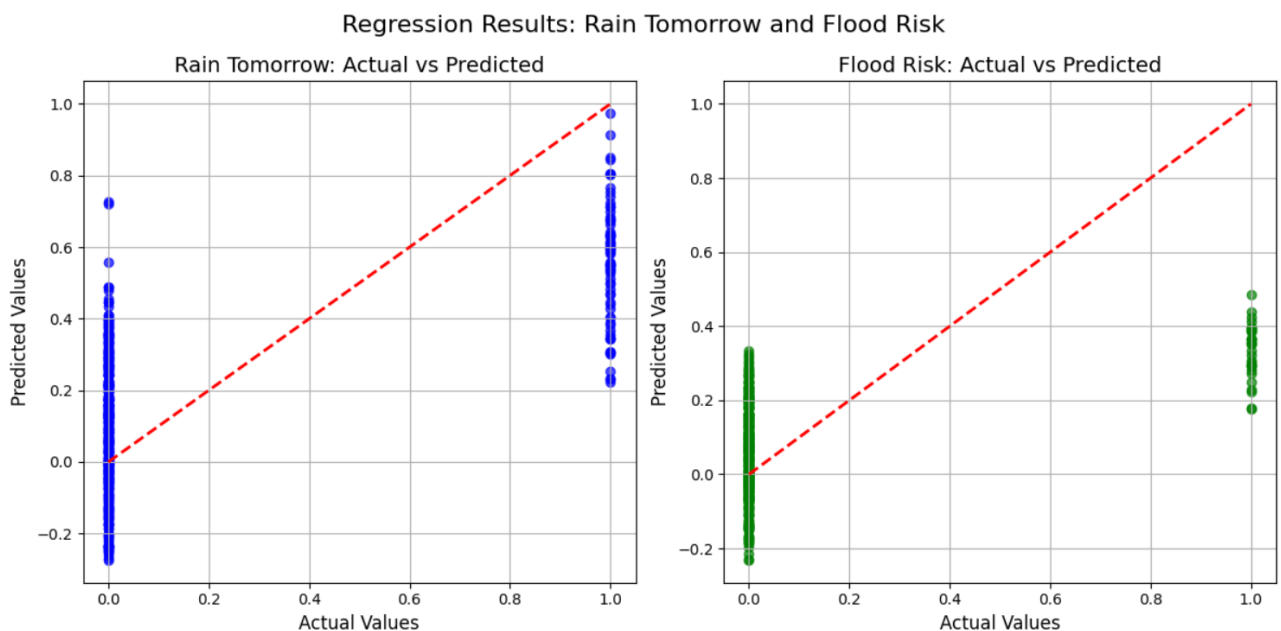 Regression Results: Rain Tomorrow and Flood Risk
Rain Tomorrow: Actual vs Predicted
Predicted Values
1.0
0.8
0.6
0.4
0.2
0.0
−0.2
0.0 0.2 0.4 0.6 0.8 1.0
Actual Values
Flood Risk: Actual vs Predicted
Predicted Values
1.0
0.8
0.6
0.4
0.2
0.0
−0.2
0.0 0.2 0.4 0.6 0.8 1.0
Actual Values